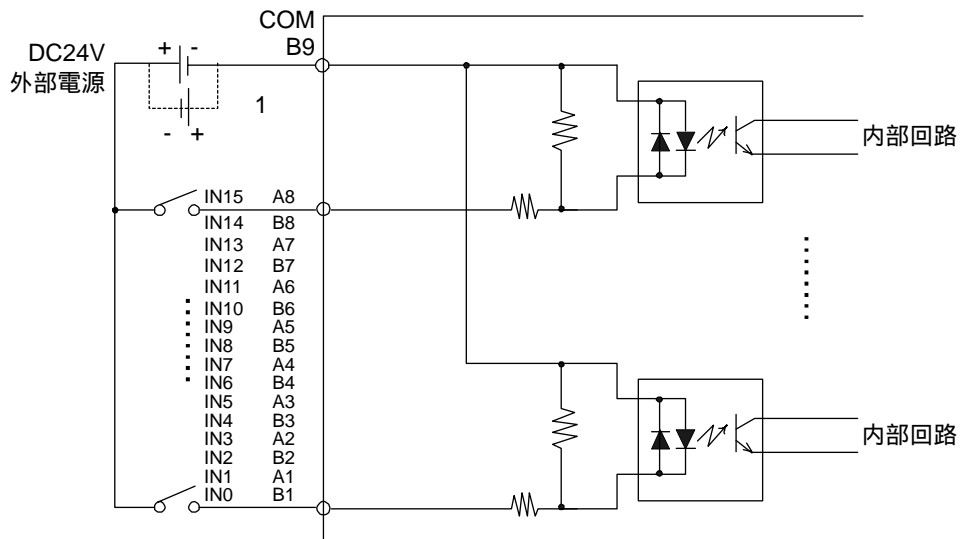 COM
B9
DC24V
外部電源
+ -
1
- +
内部回路
IN15 A8
IN14 B8
IN13 A7
IN12 B7
IN11 A6
IN10 B6
IN9 A5
IN8 B5
IN7 A4
IN6 B4
IN5 A3
IN4 B3
IN3 A2
IN2 B2
IN1 A1
IN0 B1
内部回路